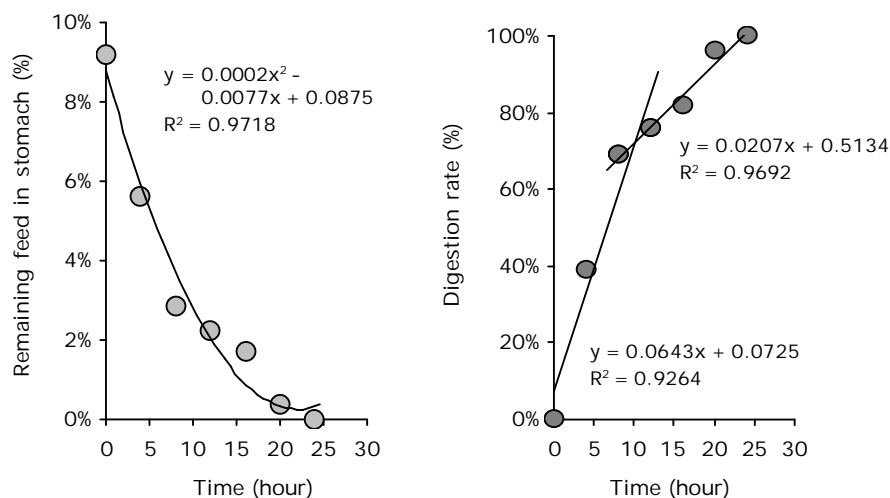 Remaining feed in stomach (%)
10%
8%
6%
4%
2%
0%
y = 0.0002x² -
0.0077x + 0.0875
R² = 0.9718
0 5 10 15 20 25 30
Time (hour)
Digestion rate (%)
100%
80%
60%
40%
20%
0%
y = 0.0207x + 0.5134
R² = 0.9692
y = 0.0643x + 0.0725
R² = 0.9264
0 5 10 15 20 25 30
Time (hour)